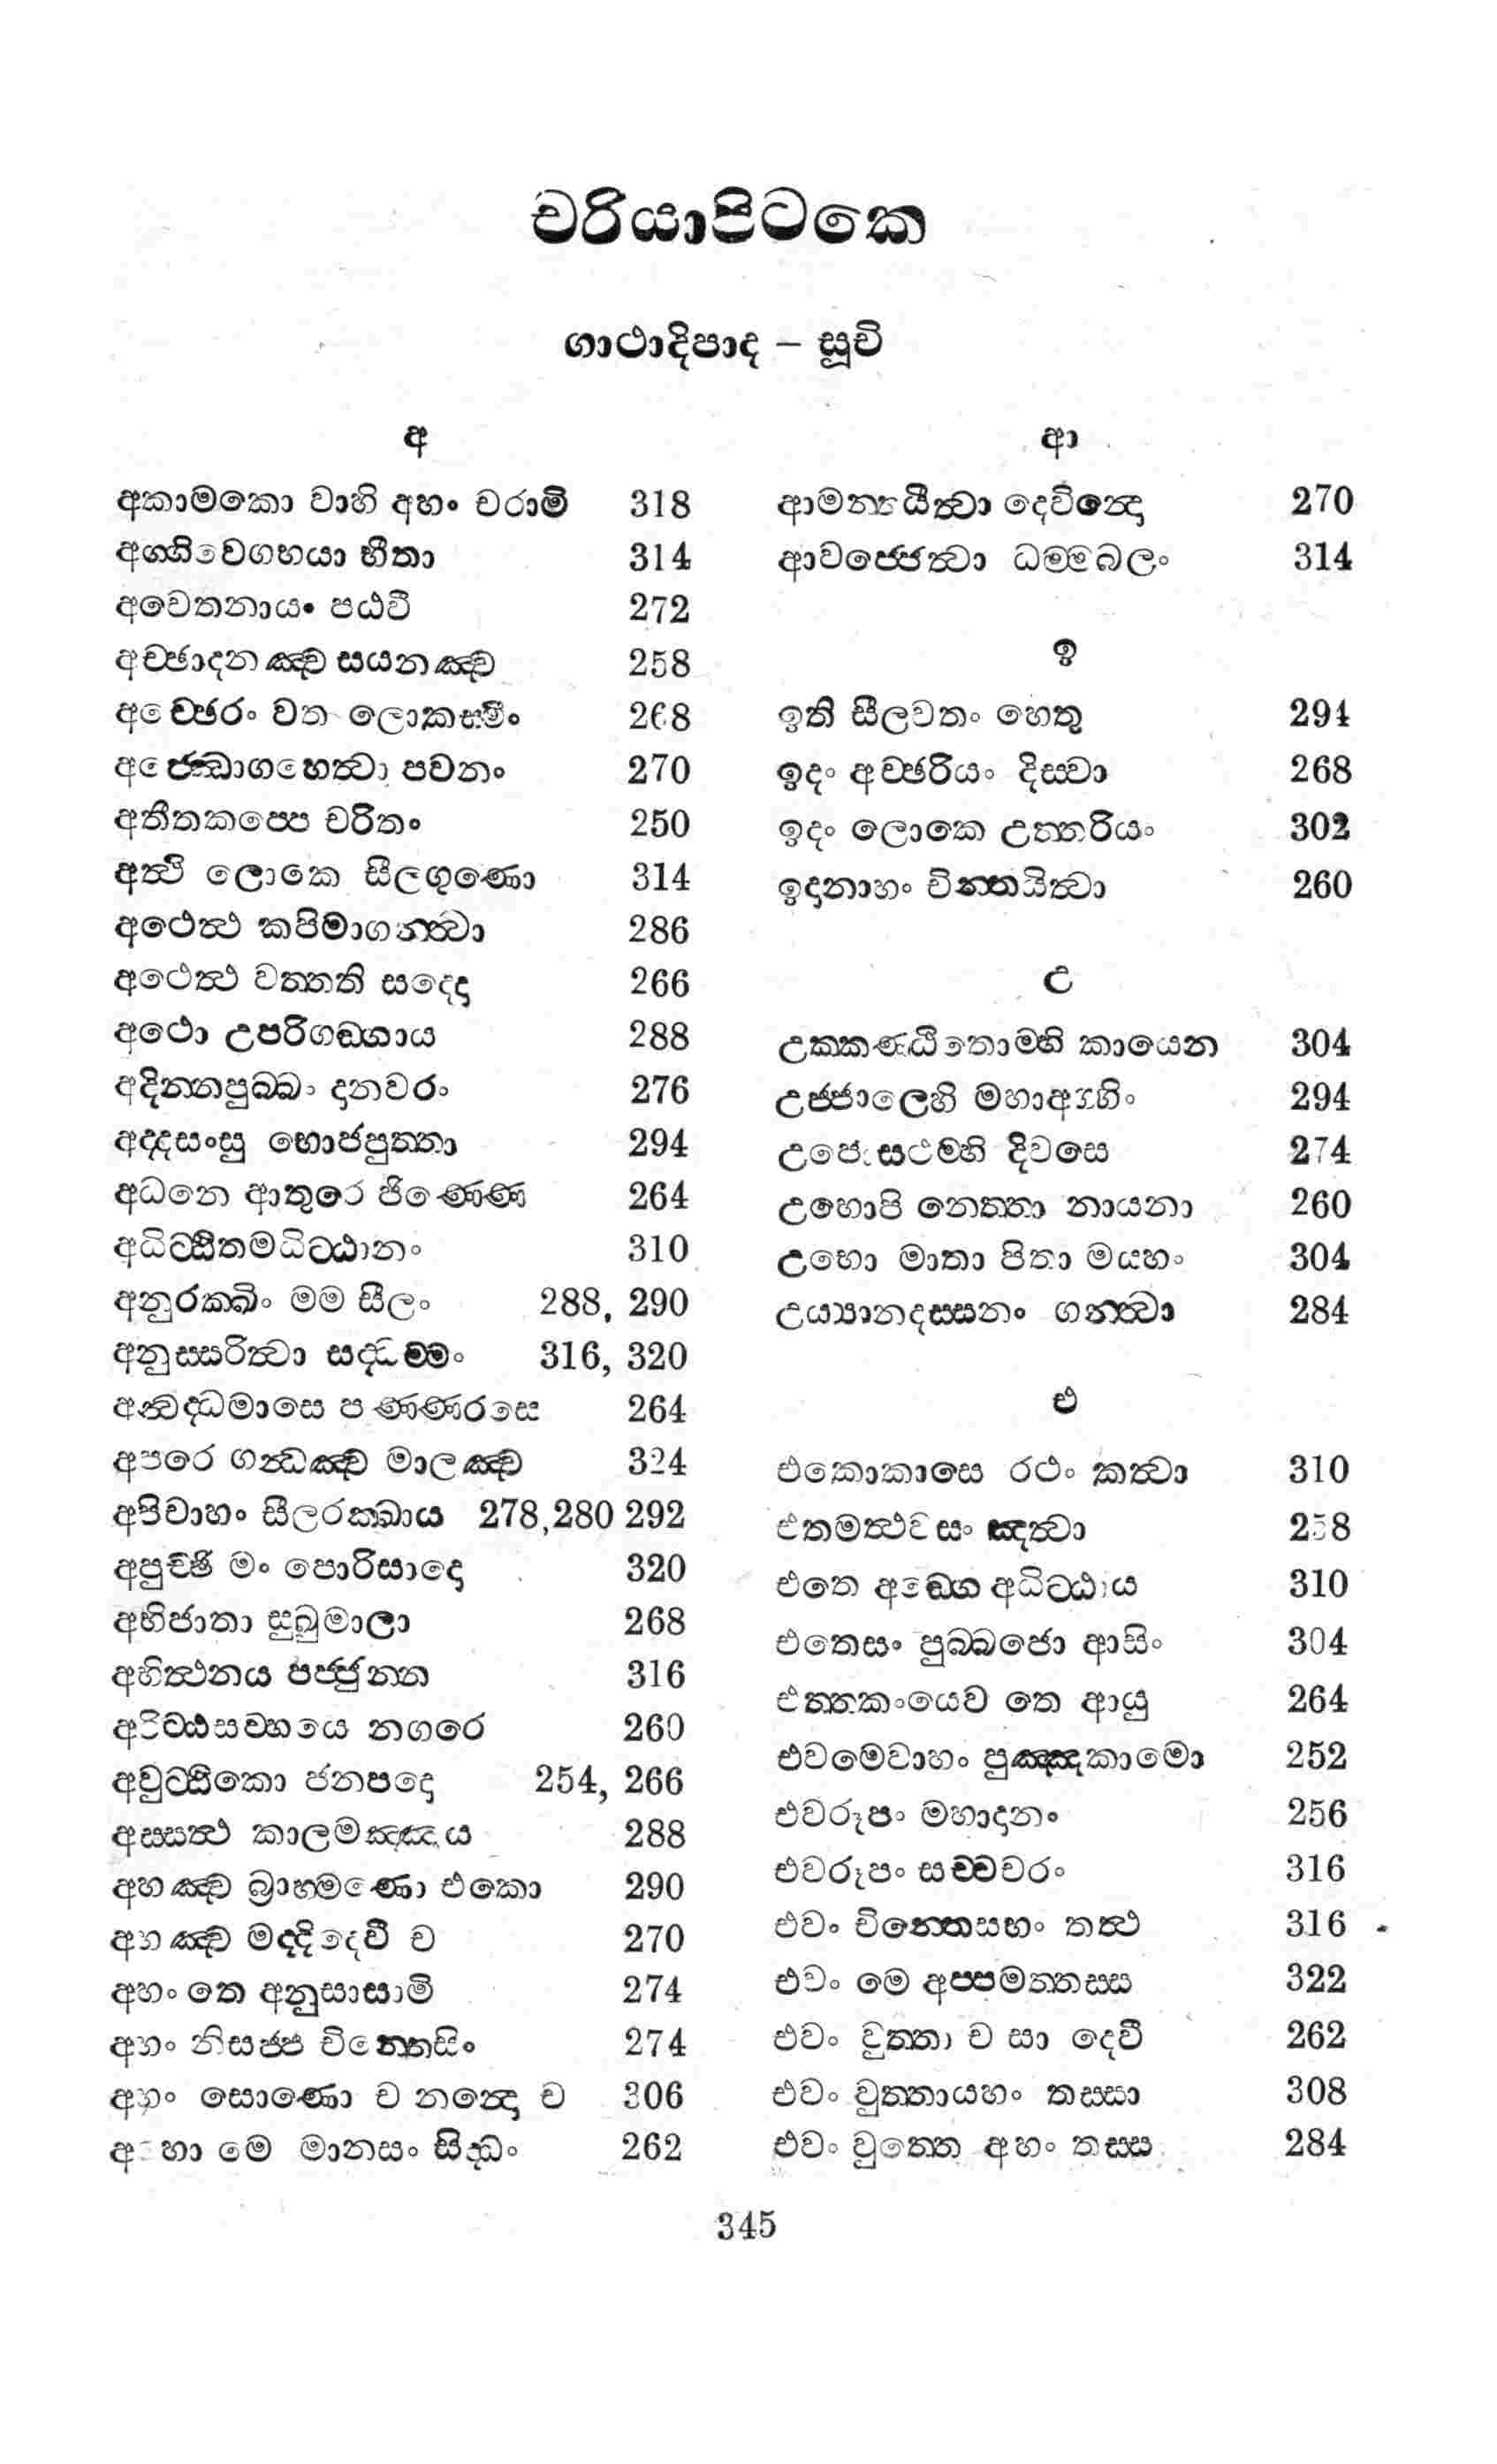 චරියාපිටකෙ
ගාථාදිපාද – සූචි
අ
අකාමකො වාහි අහං චරාමි 318
අග්ගිවෙගභයා භීතා 314
අචෙතනායං පඨවී 272
අච්ඡාදනඤ්ච සයනඤ්ච 258
අච්ඡෙරං වත ලොකස්මිං 268
අජ්ඣොගහෙත්වා පවනං 270
අතීතකප්පෙ චරිතං 250
අත්ථි ලොකෙ සීලගුණො 314
අථෙත්ථ කපිමාගන්ත්වා 286
අථෙත්ථ වත්තති සද්දො 266
අථො උපරිගඞ්ගාය 288
අදින්නපුබ්බං දානවරං 276
අද්දසංසු භොජපුත්තා 294
අධනෙ ආතුරෙ ජිණ්ණෙ 264
අධිට්ඨිතමධිට්ඨානං 310
අනුරක්ඛිං මම සීලං 288, 290
අනුස්සරිත්වා සද්ධම්මං 316, 320
අන්වද්ධමාසෙ පණ්ණරසෙ 264
අපරෙ ගන්ධඤ්ච මාලඤ්ච 324
අපිචාහං සීලරක්ඛාය 278,280 292
අපුච්ඡි මං පොරිසාදො 320
අභිජාතා සුඛුමාලා 268
අභිත්ථනය පජ්ජුන්න 316
අරිට්ඨසව්හයෙ නගරෙ 260
අවුට්ඨිකො ජනපදො 254, 266
අස්සත්ථ කාලමඤ්ඤාය 288
අහඤ්ච බ්‍රාහ්මණො එකො 290
අහඤ්ච මද්දිදෙවී ච 270
අහං තෙ අනුසාසාමි 274
අහං නිසජ්ජ චින්තෙසිං 274
අහං සොණො ච නන්දො ච 306
අහො මෙ මානසං සිද්ධං 262
ආ
ආමන්තයිත්වා දෙවින්දො 270
ආවජ්ජෙත්වා ධම්මබලං 314
ඉ
ඉති සීලවතං හෙතු 294
ඉදං අච්ඡරියං දිස්වා 268
ඉදං ලොකෙ උත්තරියං 302
ඉදානාහං චින්තයිත්වා 260
උ
උක්කණ්ඨිතොම්හි කායෙන 304
උජ්ජාලෙහි මහාඅග්ගිං 294
උපොසථම්හි දිවසෙ 274
උභොපි නෙත්තා නායනා 260
උභො මාතා පිතා මය්හං 304
උය්‍යානදස්සනං ගන්ත්වා 284
එ
එකොකාසෙ රථං කත්වා 310
එතමත්ථවසං ඤත්වා 258
එතෙ අඞ්ගෙ අධිට්ඨාය 310
එතෙසං පුබ්බජො ආසිං 304
එත්තකංයෙව තෙ ආයු 264
එවමෙවාහං පුඤ්ඤකාමො 252
එවරූපං මහාදානං 256
එවරූපං සච්චවරං 316
එවං චින්තෙසභං තත්ථ 316
එවං මෙ අප්පමත්තස්ස 322
එවං වුත්තා ච සා දෙවී 262
එවං වුත්තායහං තස්සා 308
එවං වුත්තෙ අහං තස්ස 284
345